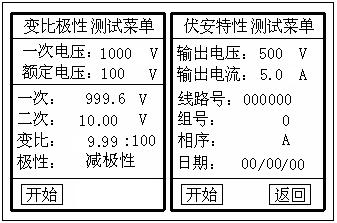 变比极性 测试菜单
一次电压：1000 V
额定电压：100 V
一次： 999.6 V
二次： 10.00 V
变比： 9.99 :100
极性： 减极性
开始
伏安特性 测试菜单
输出电压：500 V
输出电流：5.0 A
线路号：000000
组号： 0
相序： A
日期： 00/00/00
开始 返回